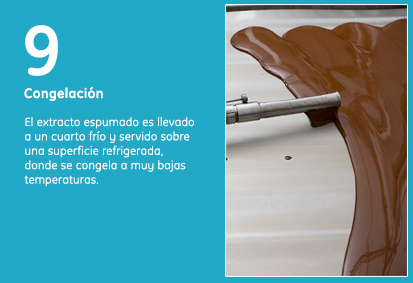 9
Congelación
El extracto espumado es llevado
a un cuarto frío y servido sobre
una superficie refrigerada,
donde se congela a muy bajas
temperaturas.